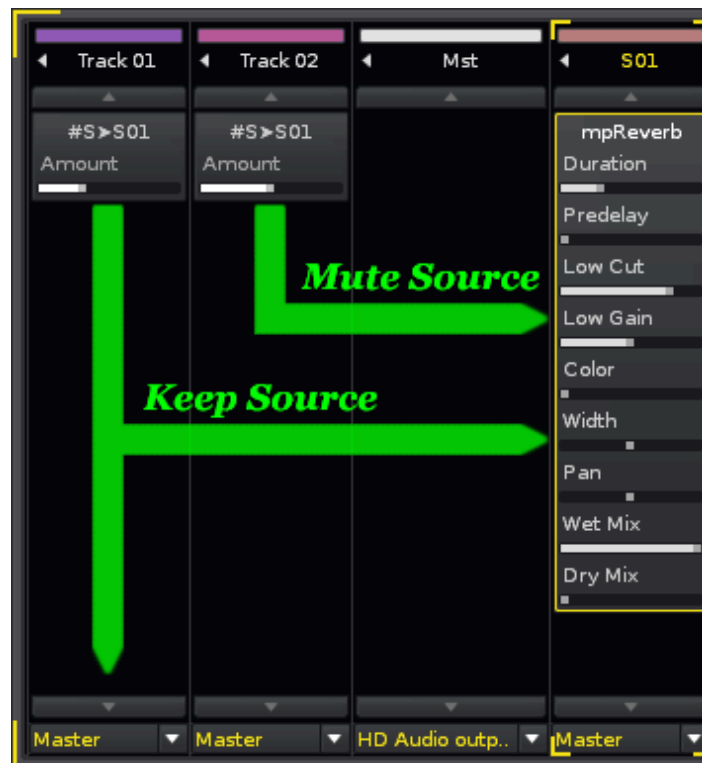 Track 01
Track 02
Mst
S01
#S➤S01
Amount
#S➤S01
Amount
mpReverb
Duration
Predelay
Low Cut
Low Gain
Color
Width
Pan
Wet Mix
Dry Mix
Mute Source
Keep Source
Master
Master
HD Audio outp..
Master